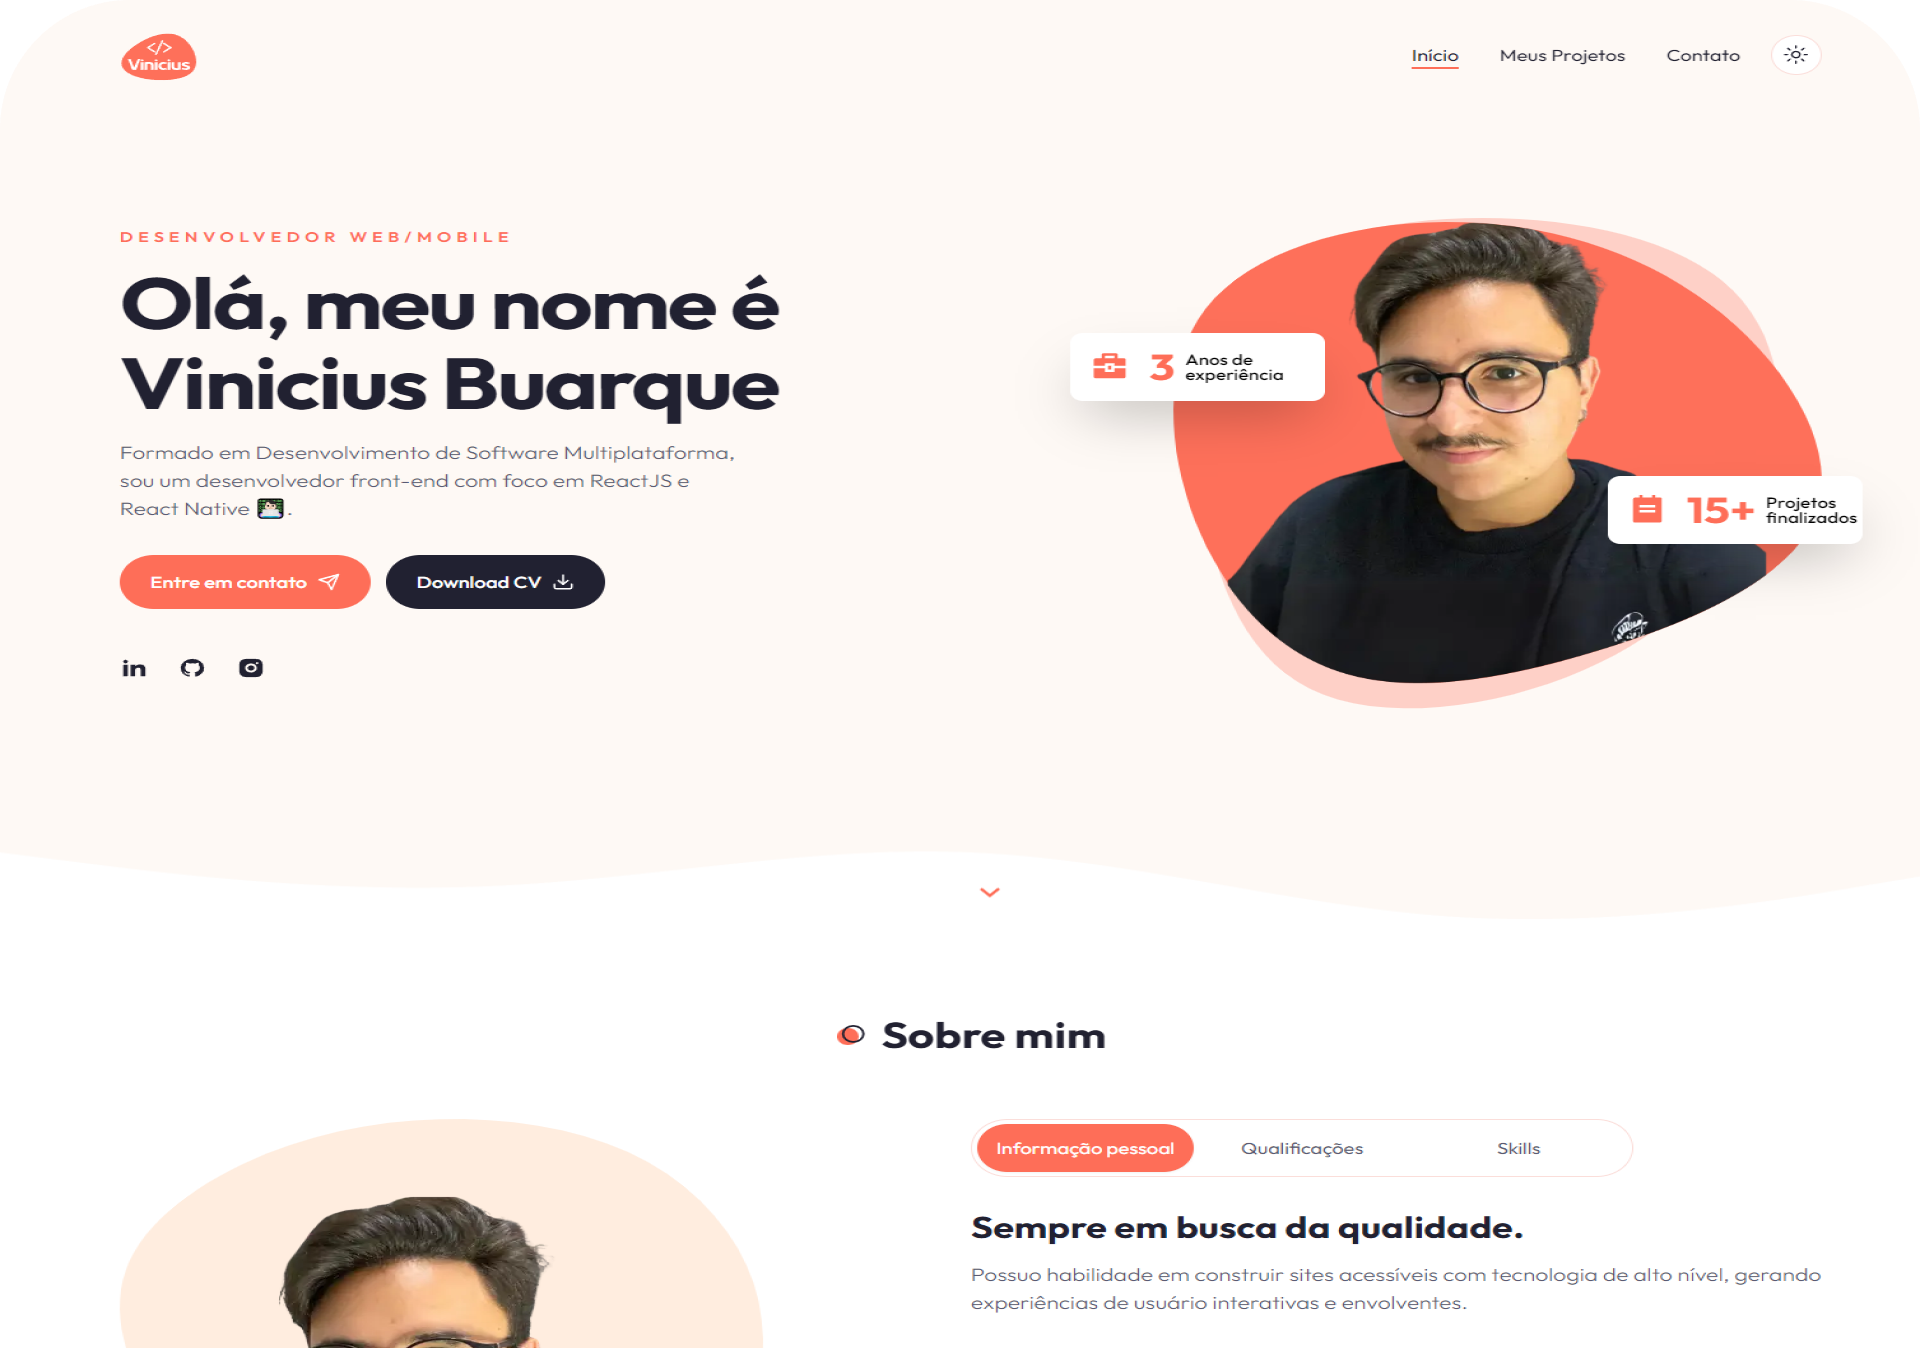 </> Vinicius
Início
Meus Projetos
Contato
DESENVOLVEDOR WEB/MOBILE
Olá, meu nome é
Vinicius Buarque
Formado em Desenvolvimento de Software Multiplataforma,
sou um desenvolvedor front-end com foco em ReactJS e
React Native 👨🏻‍💻.
Entre em contato
Download CV
3 Anos de
experiência
15+ Projetos
finalizados
Sobre mim
Informação pessoal
Qualificações
Skills
Sempre em busca da qualidade.
Possuo habilidade em construir sites acessíveis com tecnologia de alto nível, gerando
experiências de usuário interativas e envolventes.